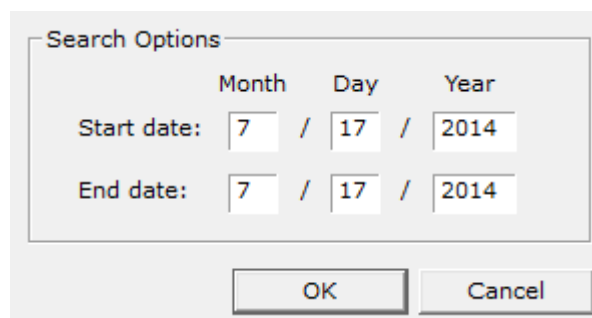 Search Options
Month Day Year
Start date: 7 / 17 / 2014
End date: 7 / 17 / 2014
OK Cancel